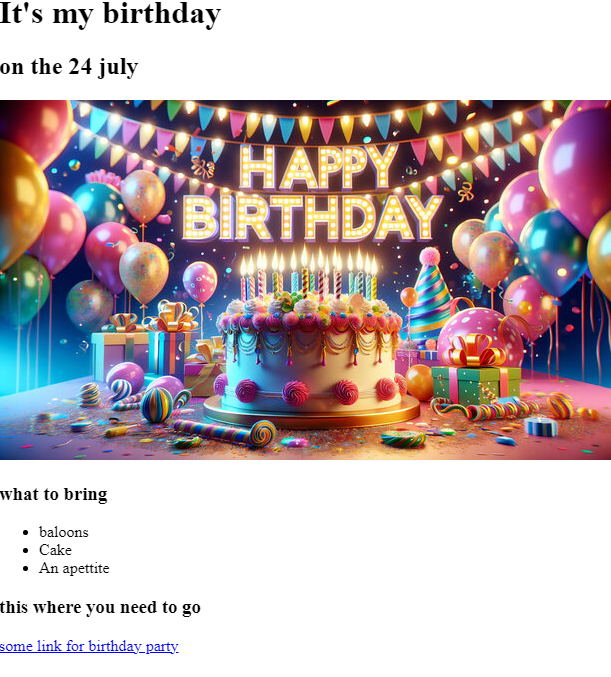 It's my birthday
on the 24 july
HAPPY
BIRTHDAY
what to bring
baloons
Cake
An apettite
this where you need to go
some link for birthday party